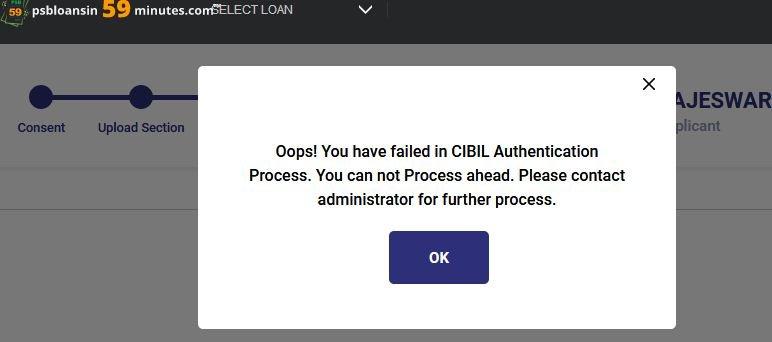 psbloansin 59 minutes.com SELECT LOAN
PSB
59
Consent
Upload Section
AJESWAR
plicant
Oops! You have failed in CIBIL Authentication
Process. You can not Process ahead. Please contact
administrator for further process.
OK